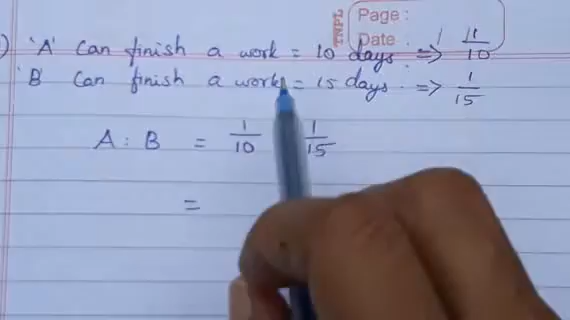 TNPL
Page :
Date :
) 'A' Can finish a work = 10 days => 1/10
'B' Can finish a work = 15 days => 1/15
A : B = 1/10 1/15
=